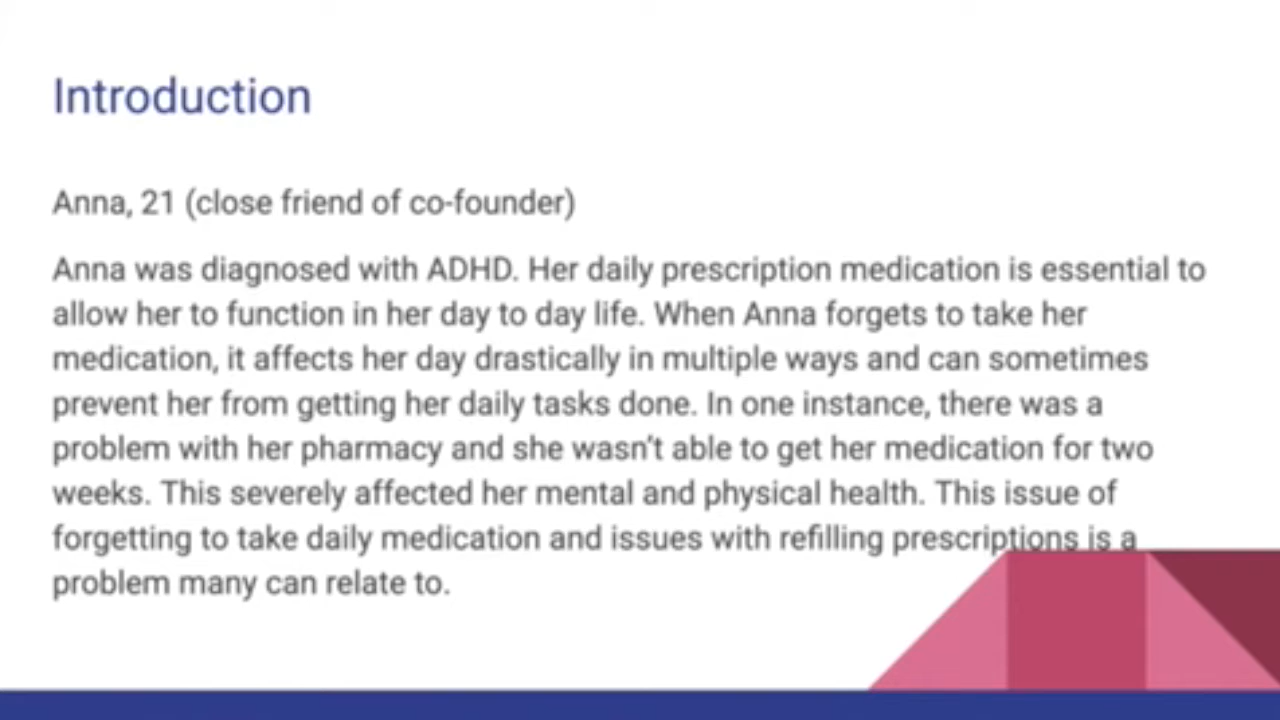 Introduction
Anna, 21 (close friend of co-founder)
Anna was diagnosed with ADHD. Her daily prescription medication is essential to
allow her to function in her day to day life. When Anna forgets to take her
medication, it affects her day drastically in multiple ways and can sometimes
prevent her from getting her daily tasks done. In one instance, there was a
problem with her pharmacy and she wasn't able to get her medication for two
weeks. This severely affected her mental and physical health. This issue of
forgetting to take daily medication and issues with refilling prescriptions is a
problem many can relate to.